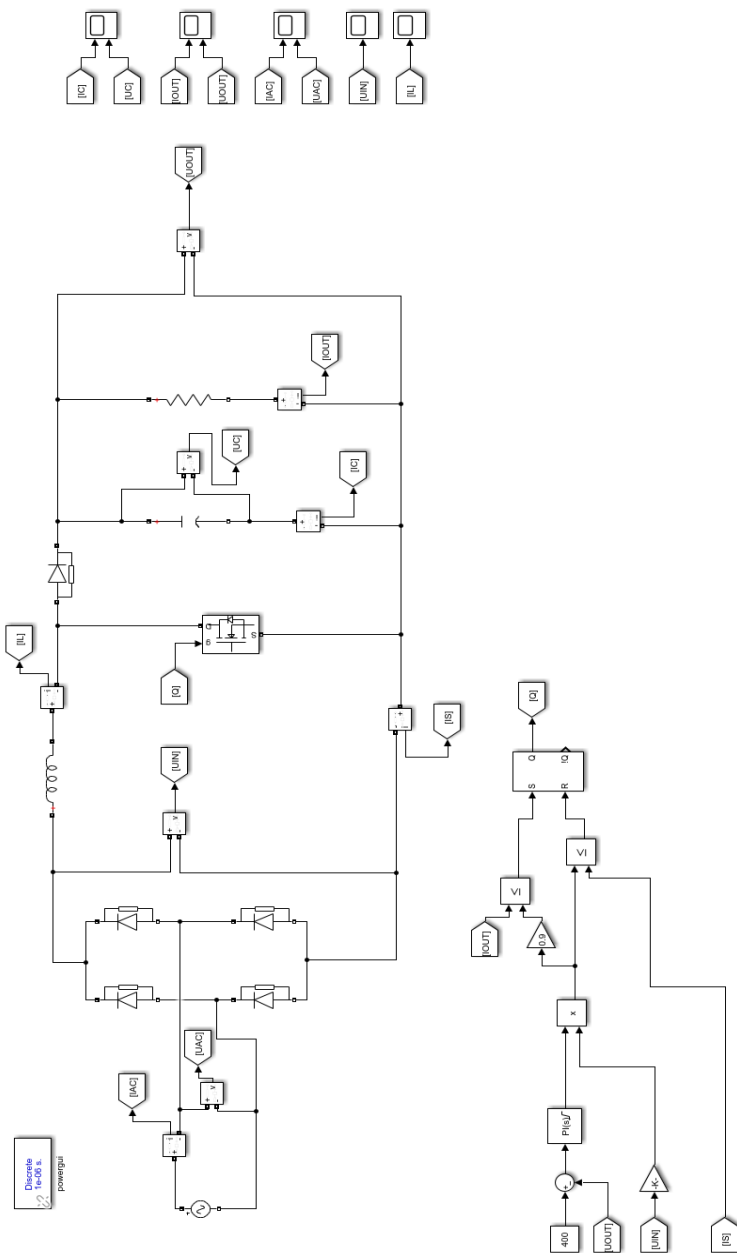 Discrete
1e-06 s.
powergui
[IL]
[IAC]
[UAC]
[UIN]
[Q]
g
D
S
[UC]
[IC]
[IOUT]
[UOUT]
[IS]
[IC]
[UC]
[IOUT]
[UOUT]
[IAC]
[UAC]
[UIN]
[IL]
400
PI(s)
[UOUT]
x
0.9
[IOUT]
<=
<=
S
R
Q
!Q
[Q]
[UIN]
-K-
[IS]